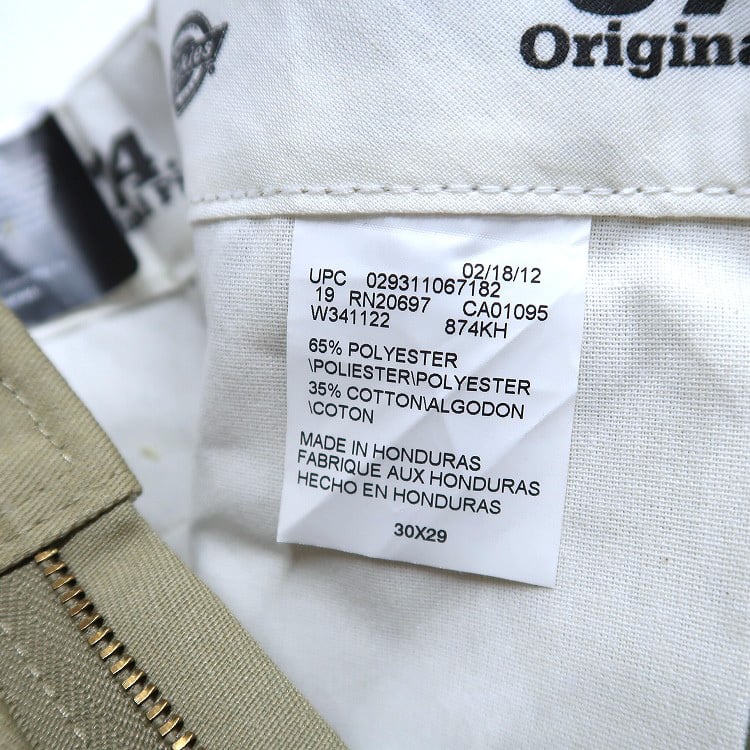 Origina
02/18/12
UPC 029311067182
19 RN20697 CA01095
W341122 874KH
65% POLYESTER
\POLIESTER\POLYESTER
35% COTTON\ALGODON
\COTON
MADE IN HONDURAS
FABRIQUE AUX HONDURAS
HECHO EN HONDURAS
30X29